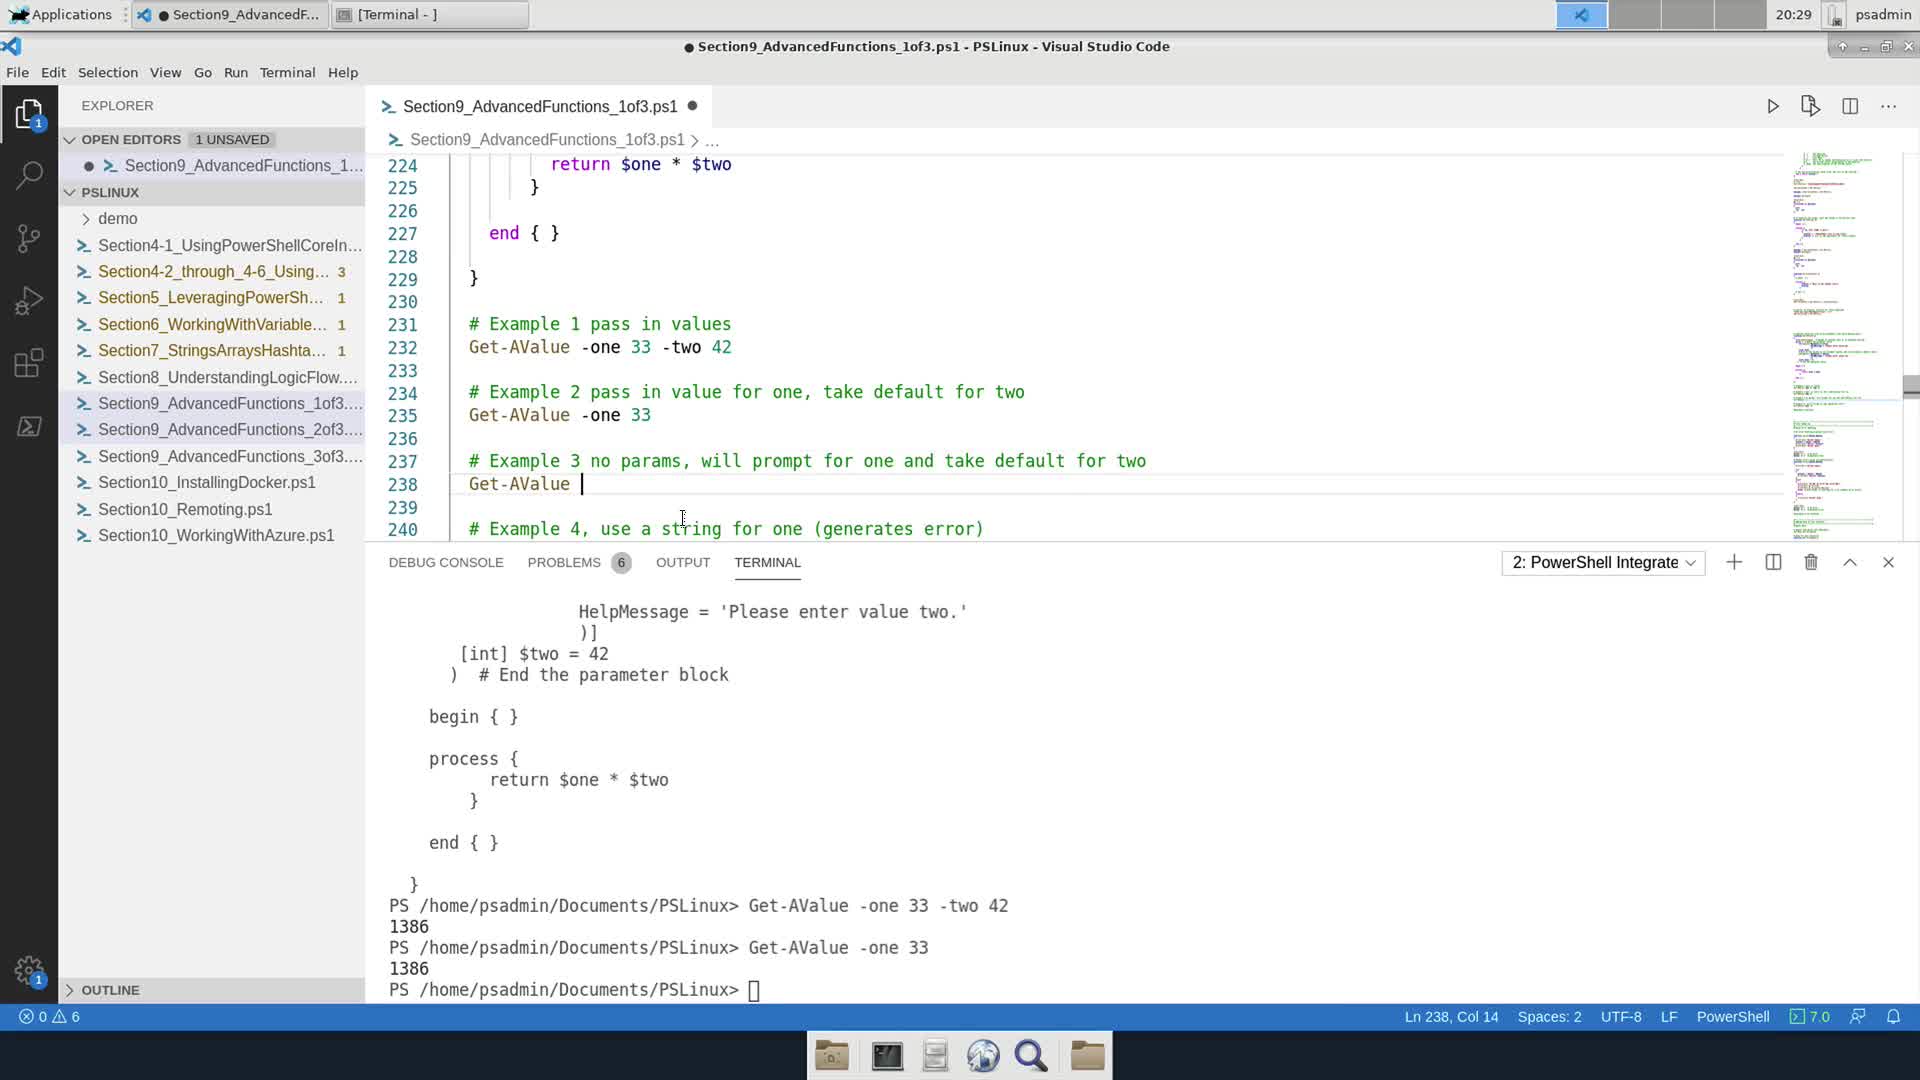 Applications
Section9_AdvancedF...
[Terminal - ]
20:29
psadmin
● Section9_AdvancedFunctions_1of3.ps1 - PSLinux - Visual Studio Code
File Edit Selection View Go Run Terminal Help
EXPLORER
OPEN EDITORS 1 UNSAVED
Section9_AdvancedFunctions_1...
PSLINUX
demo
Section4-1_UsingPowerShellCoreIn...
Section4-2_through_4-6_Using... 3
Section5_LeveragingPowerSh... 1
Section6_WorkingWithVariable... 1
Section7_StringsArraysHashta... 1
Section8_UnderstandingLogicFlow....
Section9_AdvancedFunctions_1of3....
Section9_AdvancedFunctions_2of3....
Section9_AdvancedFunctions_3of3....
Section10_InstallingDocker.ps1
Section10_Remoting.ps1
Section10_WorkingWithAzure.ps1
OUTLINE
1
1
Section9_AdvancedFunctions_1of3.ps1
Section9_AdvancedFunctions_1of3.ps1 > ...
224 return $one * $two
225 }
226
227 end { }
228
229 }
230
231 # Example 1 pass in values
232 Get-AValue -one 33 -two 42
233
234 # Example 2 pass in value for one, take default for two
235 Get-AValue -one 33
236
237 # Example 3 no params, will prompt for one and take default for two
238 Get-AValue
239
240 # Example 4, use a string for one (generates error)
DEBUG CONSOLE PROBLEMS 6 OUTPUT TERMINAL
2: PowerShell Integrate
HelpMessage = 'Please enter value two.'
)]
[int] $two = 42
) # End the parameter block
begin { }
process {
return $one * $two
}
end { }
}
PS /home/psadmin/Documents/PSLinux> Get-AValue -one 33 -two 42
1386
PS /home/psadmin/Documents/PSLinux> Get-AValue -one 33
1386
PS /home/psadmin/Documents/PSLinux>
0 6
Ln 238, Col 14 Spaces: 2 UTF-8 LF PowerShell 7.0